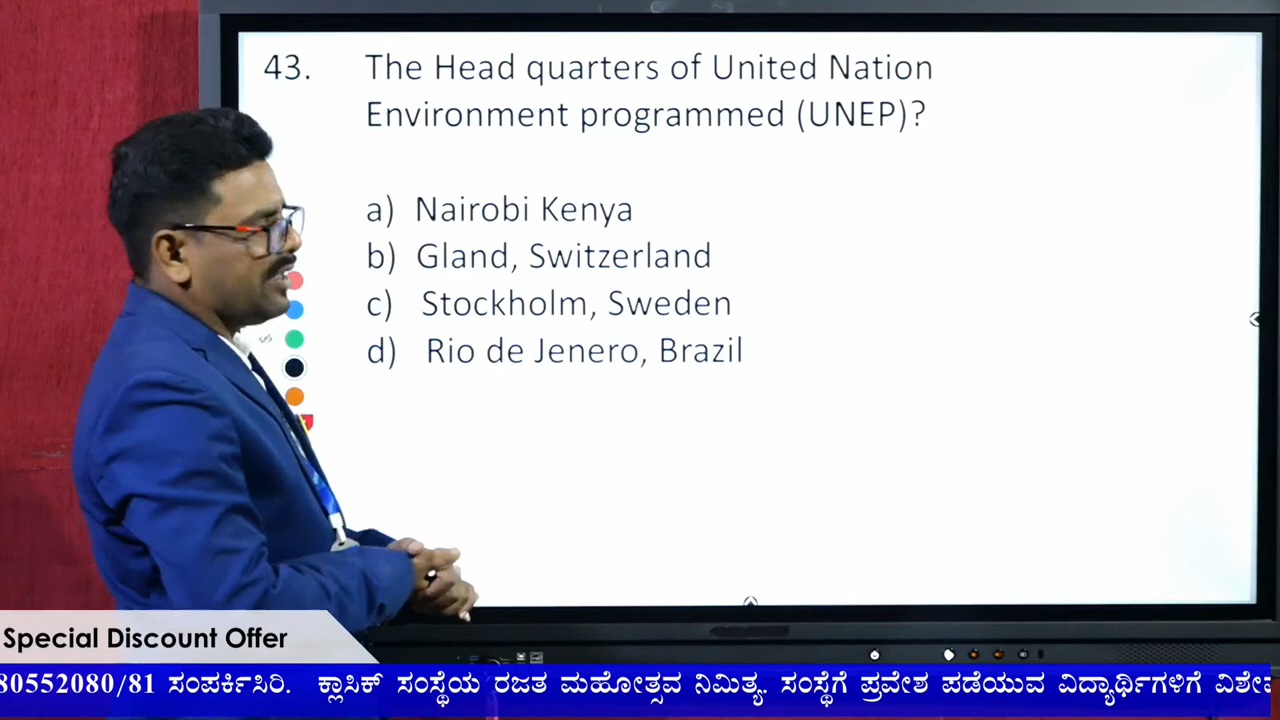 43. The Head quarters of United Nation
Environment programmed (UNEP)?
a) Nairobi Kenya
b) Gland, Switzerland
c) Stockholm, Sweden
d) Rio de Jenero, Brazil
Special Discount Offer
80552080/81 ಸಂಪರ್ಕಿಸಿರಿ. ಕ್ಲಾಸಿಕ್ ಸಂಸ್ಥೆಯ ರಜತ ಮಹೋತ್ಸವ ನಿಮಿತ್ಯ. ಸಂಸ್ಥೆಗೆ ಪ್ರವೇಶ ಪಡೆಯುವ ವಿದ್ಯಾರ್ಥಿಗಳಿಗೆ